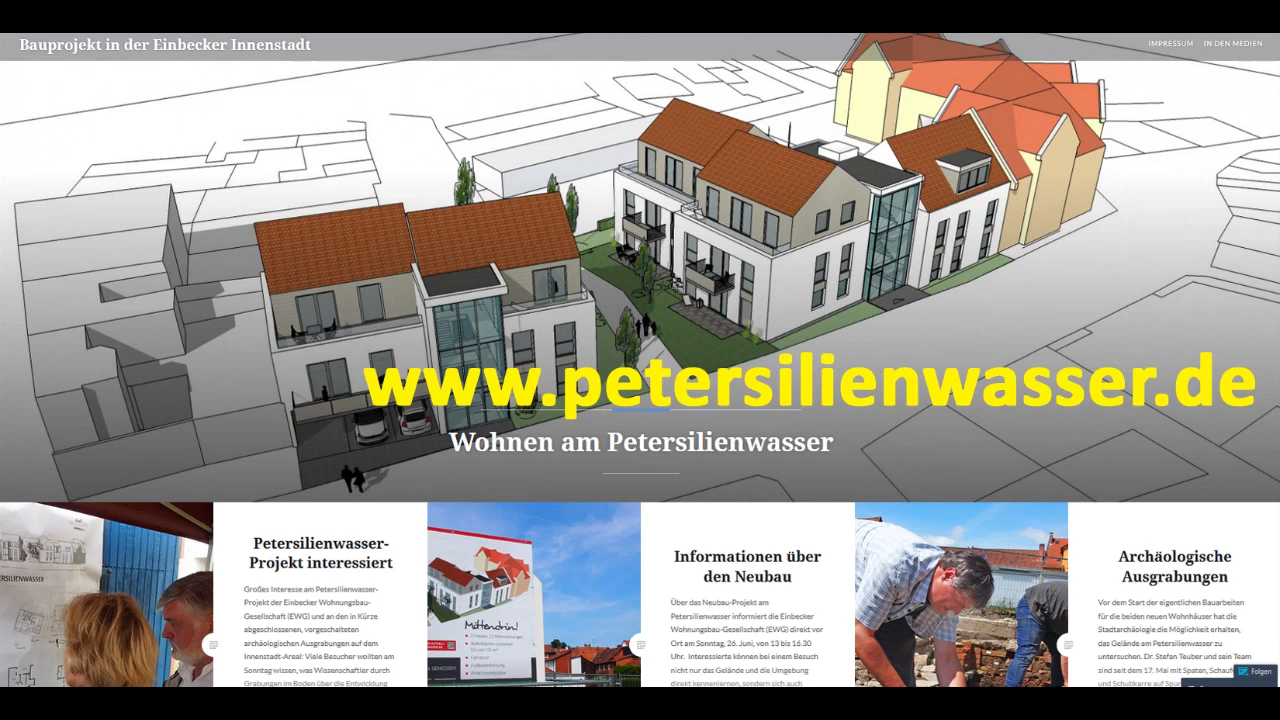 Bauprojekt in der Einbecker Innenstadt
IMPRESSUM IN DEN MEDIEN
www.petersilienwasser.de
Wohnen am Petersilienwasser
Petersilienwasser-
Projekt interessiert
Großes Interesse am Petersilienwasser-
Projekt der Einbecker Wohnungsbau-
Gesellschaft (EWG) und an den in Kürze
abgeschlossenen, vorgeschalteten
archäologischen Ausgrabungen auf dem
Innenstadt-Areal: Viele Besucher wollten am
Sonntag wissen, was Wissenschaftler durch
Grabungen im Boden über die Entwicklung
Mittendrin!
Informationen über
den Neubau
Über das Neubau-Projekt am
Petersilienwasser informiert die Einbecker
Wohnungsbau-Gesellschaft (EWG) direkt vor
Ort am Sonntag, 26. Juni, von 13 bis 16.30
Uhr. Interessierte können bei einem Besuch
nicht nur das Gelände und die Umgebung
direkt kennenlernen, sondern sich auch
Archäologische
Ausgrabungen
Vor dem Start der eigentlichen Bauarbeiten
für die beiden neuen Wohnhäuser hat die
Stadtarchäologie die Möglichkeit erhalten,
das Gelände am Petersilienwasser zu
untersuchen. Dr. Stefan Teuber und sein Team
sind seit dem 17. Mai mit Spaten, Schauf
und Schubkarre auf Spur
Folgen